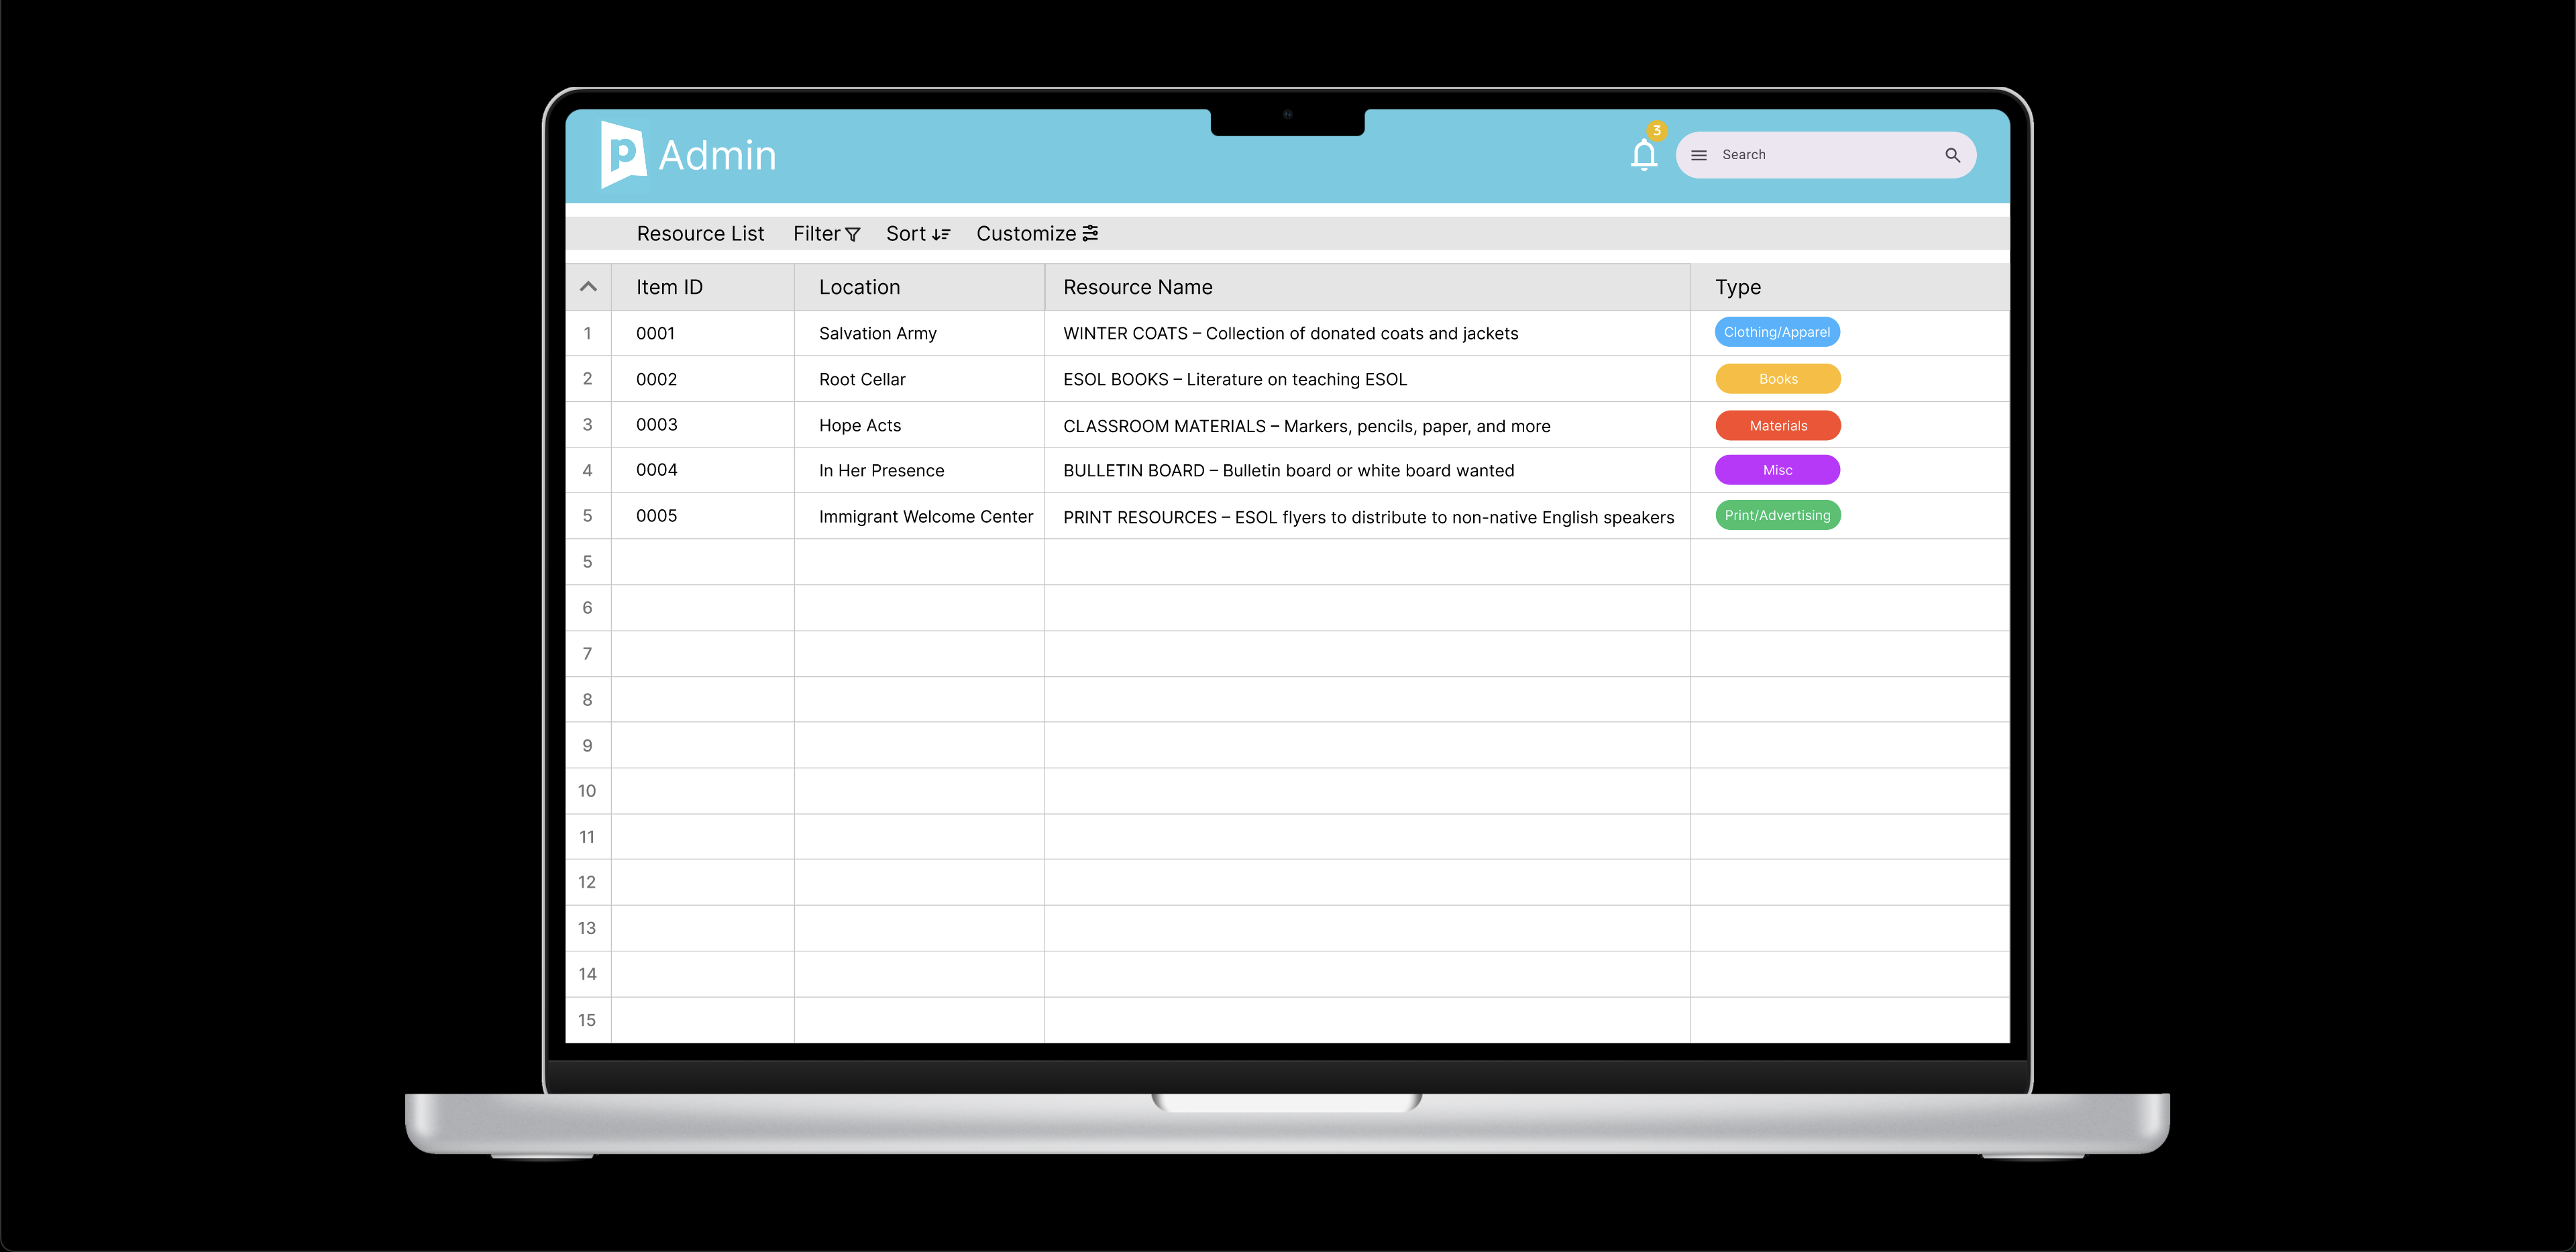 p Admin
3
Search
Resource List Filter Sort Customize
Item ID Location Resource Name Type
1 0001 Salvation Army WINTER COATS – Collection of donated coats and jackets Clothing/Apparel
2 0002 Root Cellar ESOL BOOKS – Literature on teaching ESOL Books
3 0003 Hope Acts CLASSROOM MATERIALS – Markers, pencils, paper, and more Materials
4 0004 In Her Presence BULLETIN BOARD – Bulletin board or white board wanted Misc
5 0005 Immigrant Welcome Center PRINT RESOURCES – ESOL flyers to distribute to non-native English speakers Print/Advertising
5
6
7
8
9
10
11
12
13
14
15